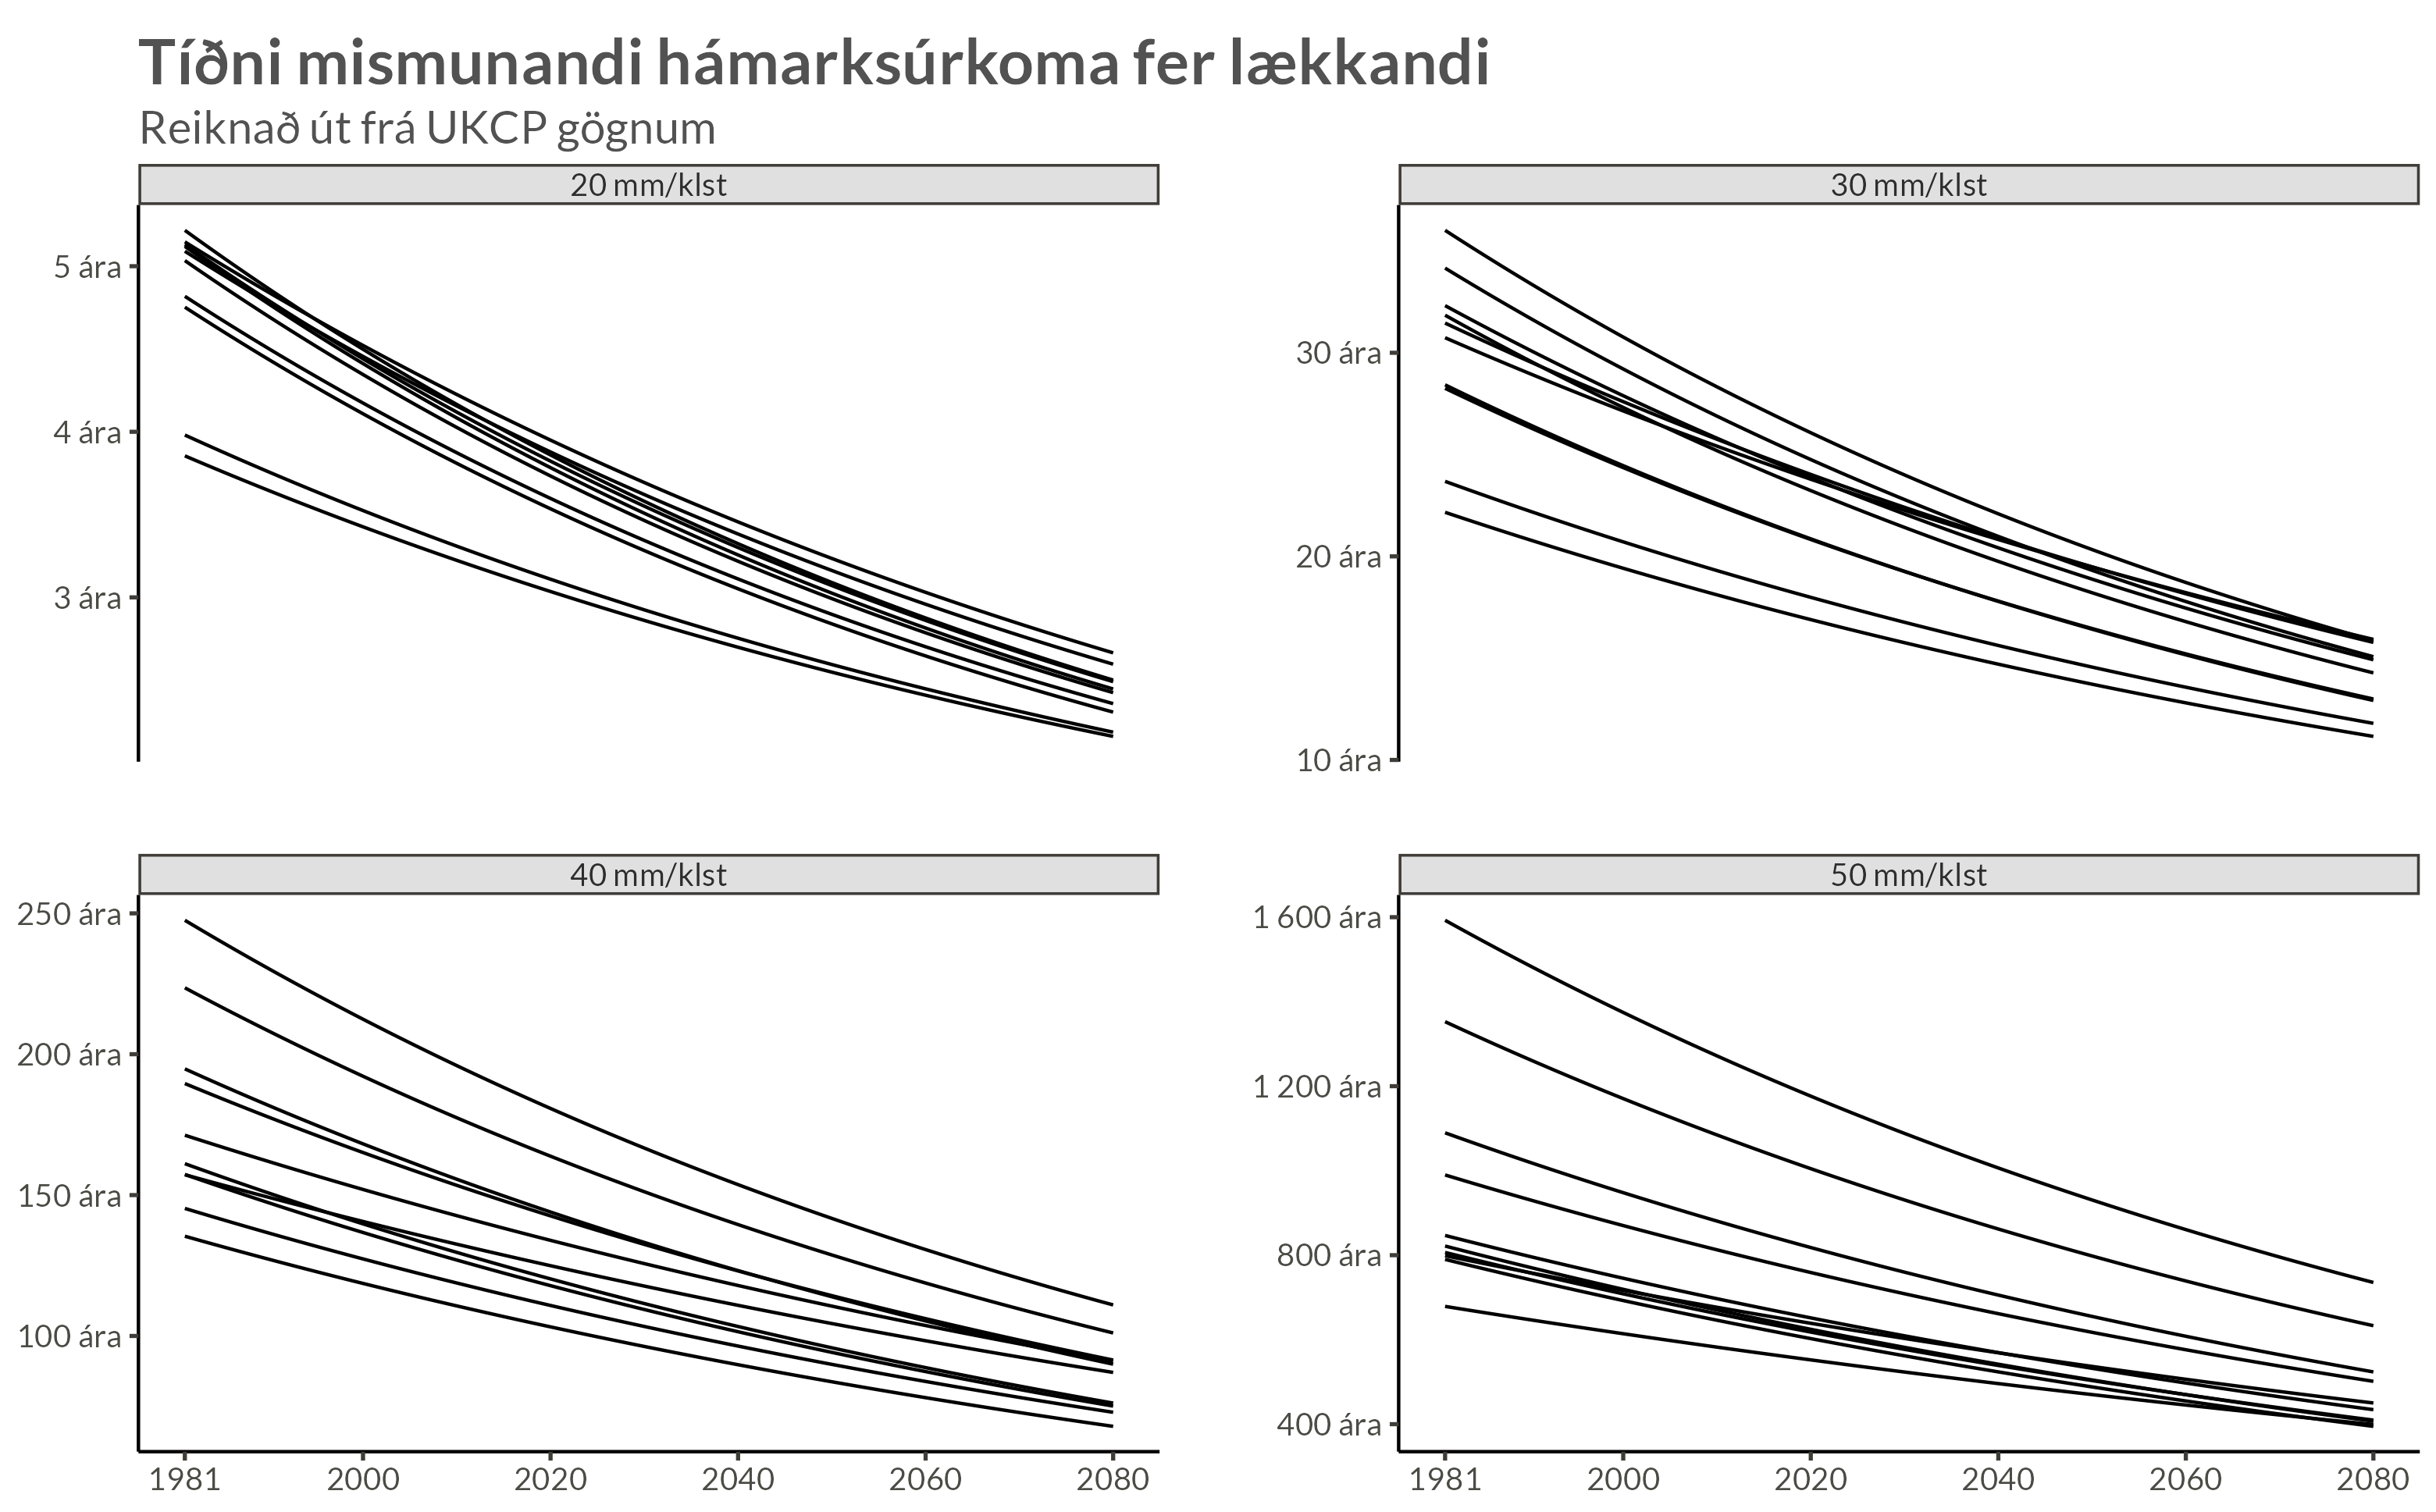 Tíðni mismunandi hámarksúrkoma fer lækkandi
Reiknað út frá UKCP gögnum
20 mm/klst
5 ára
4 ára
3 ára
30 mm/klst
30 ára
20 ára
10 ára
40 mm/klst
250 ára
200 ára
150 ára
100 ára
1981 2000 2020 2040 2060 2080
50 mm/klst
1 600 ára
1 200 ára
800 ára
400 ára
1981 2000 2020 2040 2060 2080